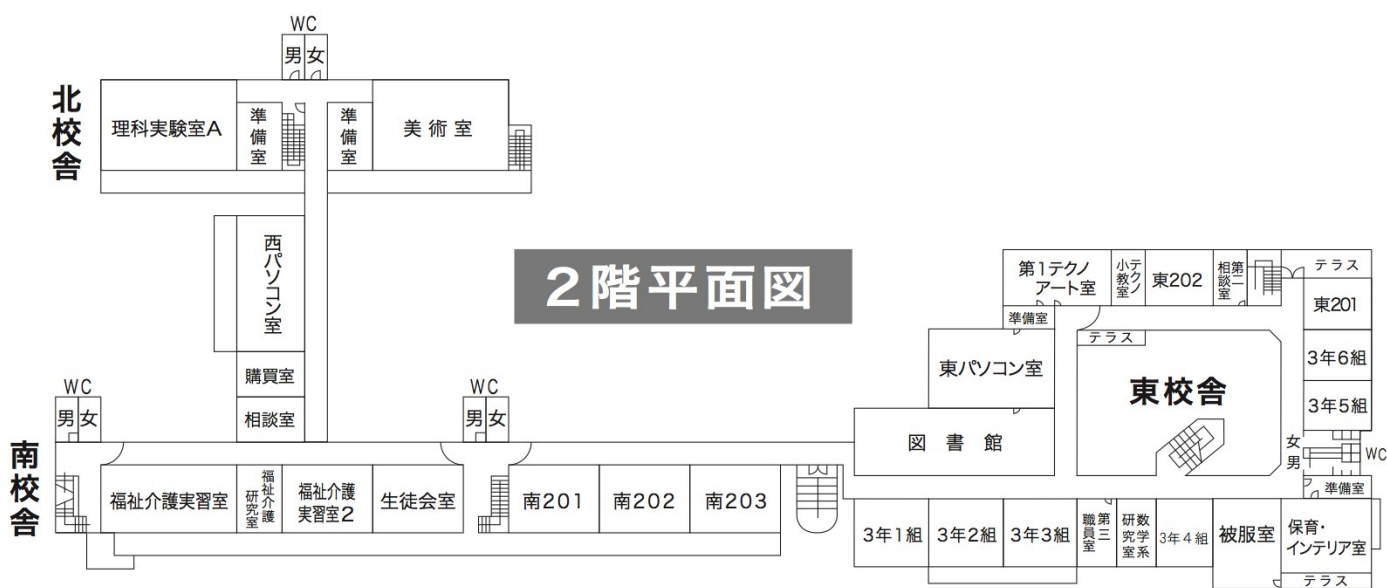 WC
男 女
北校舎
理科実験室A
準備室
準備室
美術室
西パソコン室
購買室
相談室
2階平面図
WC
男 女
WC
男 女
南校舎
福祉介護実習室
福祉介護
研究室
福祉介護
実習室2
生徒会室
南201
南202
南203
第1テクノ
アート室
テクノ
小教室
東202
第二
相談室
テラス
東201
準備室
テラス
東パソコン室
3年6組
東校舎
3年5組
図書館
女
男
WC
準備室
3年1組
3年2組
3年3組
第三
職員室
数学系
研究室
3年4組
被服室
保育・
インテリア室
テラス